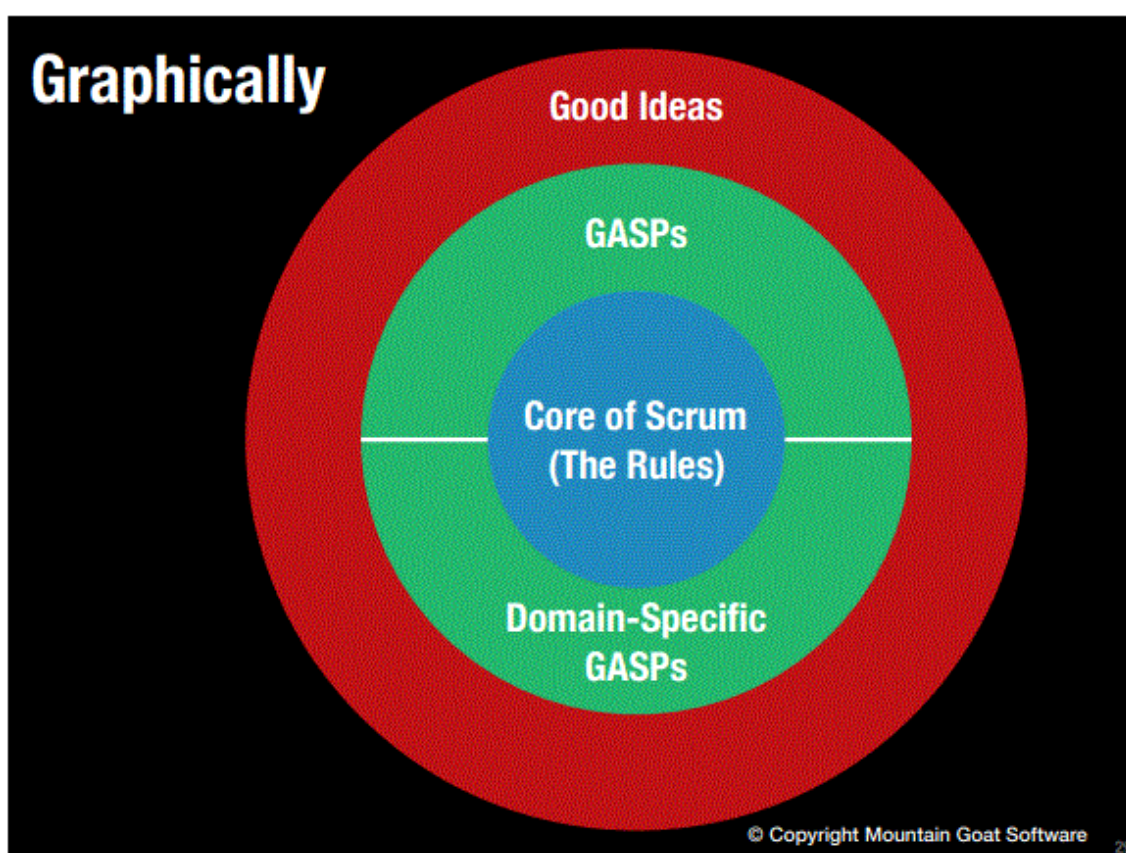 Graphically
Good Ideas
GASPs
Core of Scrum
(The Rules)
Domain-Specific
GASPs
© Copyright Mountain Goat Software